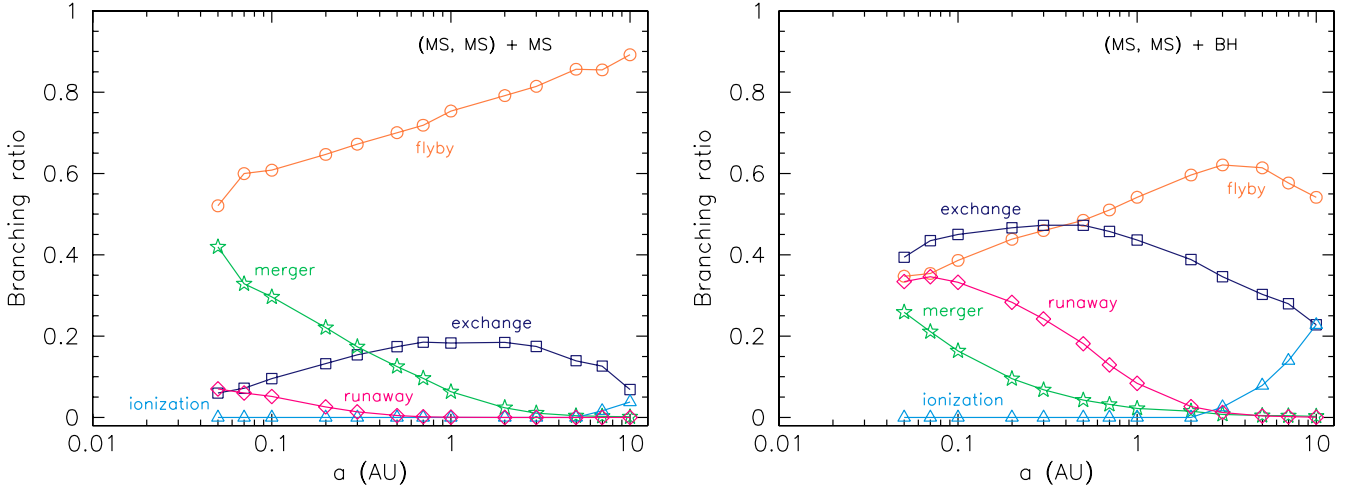 (MS, MS) + MS
Branching ratio
1
0.8
0.6
0.4
0.2
0
flyby
merger
exchange
ionization
runaway
0.01
0.1
1
10
a (AU)
(MS, MS) + BH
Branching ratio
1
0.8
0.6
0.4
0.2
0
exchange
flyby
runaway
merger
ionization
0.01
0.1
1
10
a (AU)